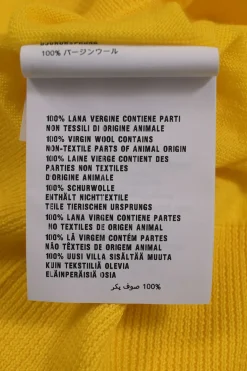 100% バージンウール
100% LANA VERGINE CONTIENE PARTI
NON TESSILI DI ORIGINE ANIMALE
100% VIRGIN WOOL CONTAINS
NON-TEXTILE PARTS OF ANIMAL ORIGIN
100% LAINE VIERGE CONTIENT DES
PARTIES NON TEXTILES
D'ORIGINE ANIMALE
100% SCHURWOLLE
ENTHÄLT NICHTTEXTILE
TEILE TIERISCHEN URSPRUNGS
100% LANA VIRGEN CONTIENE PARTES
NO TEXTILES DE ORIGEN ANIMAL
100% LÃ VIRGEM CONTÉM PARTES
NÃO TÊXTEIS DE ORIGEM ANIMAL
100% UUSI VILLA SISÄLTÄÄ MUUTA
KUIN TEKSTIILIÄ OLEVIA
ELÄINPERÄISIÄ OSIA
100% صوف بكر